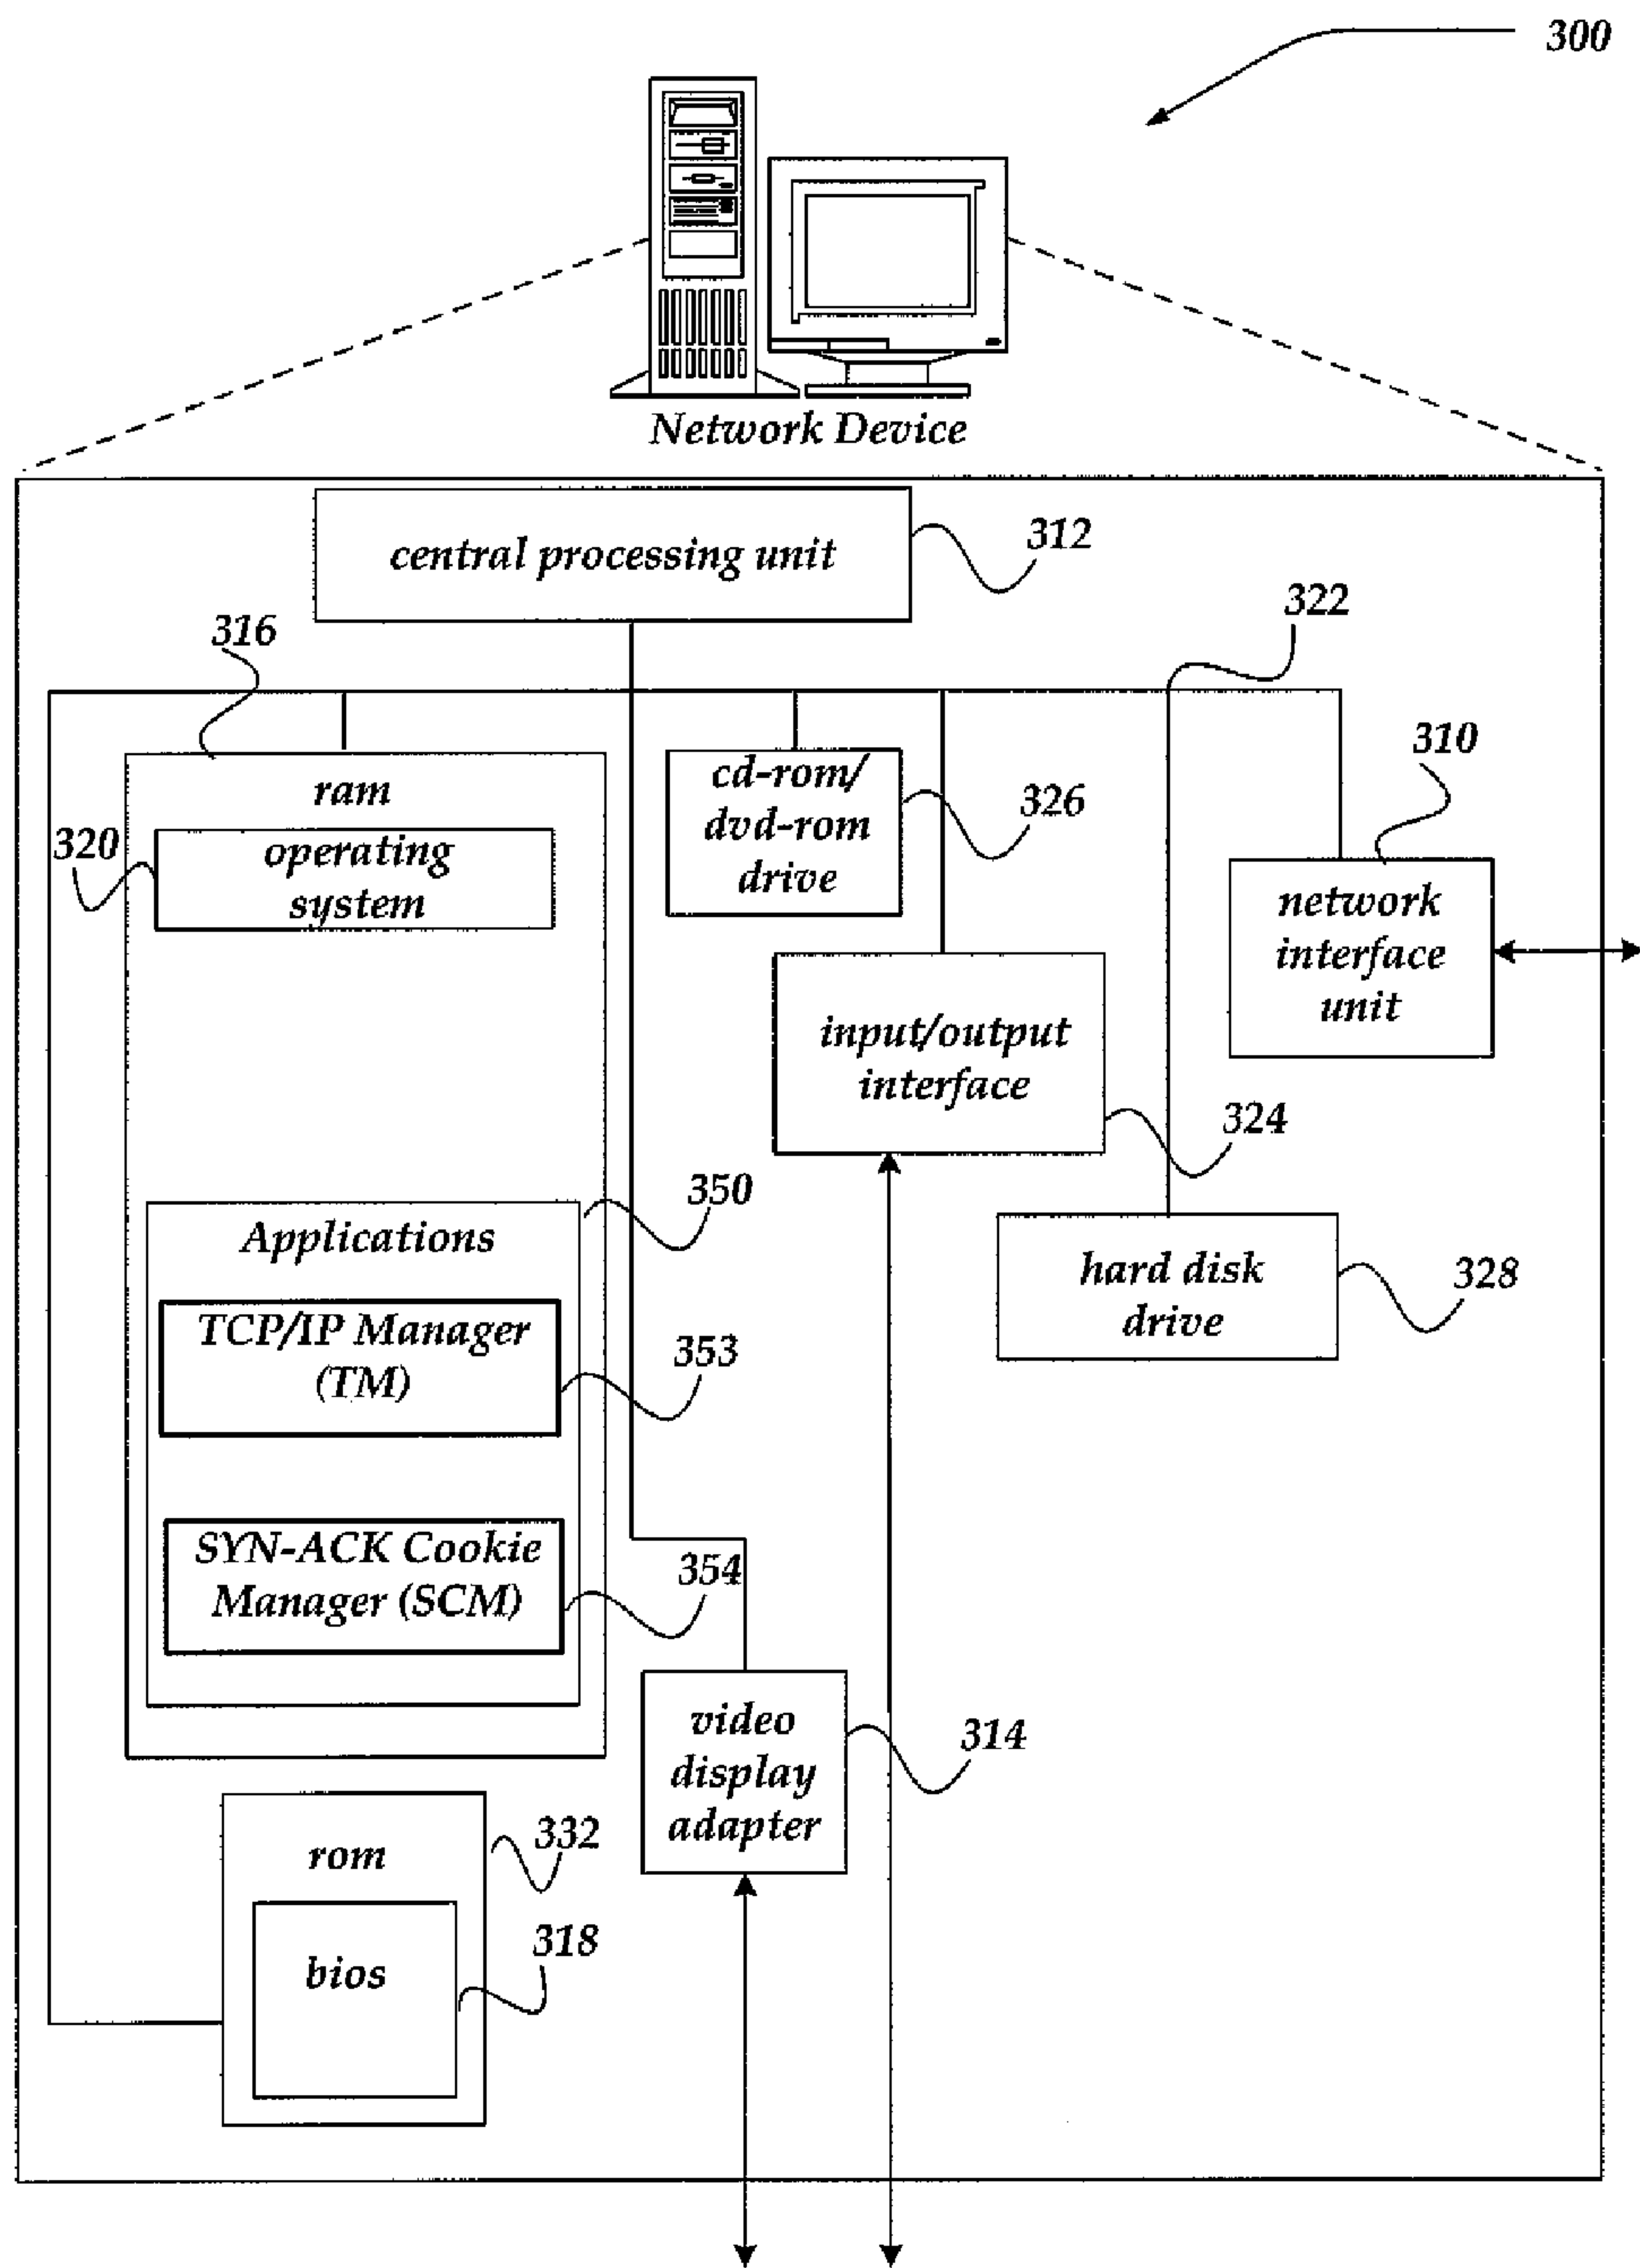 300
Network Device
central processing unit
312
322
316
310
ram
cd-rom/
dvd-rom
drive
326
320
operating
system
network
interface
unit
input/output
interface
324
350
Applications
hard disk
drive
328
TCP/IP Manager
(TM)
353
SYN-ACK Cookie
Manager (SCM)
354
video
display
adapter
314
rom
332
bios
318